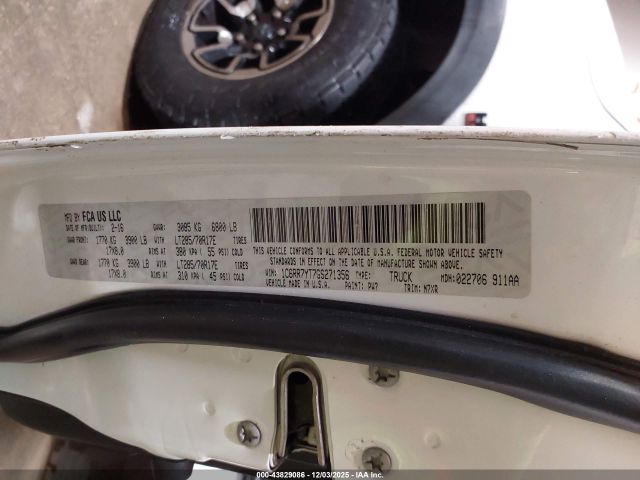 MFD BY FCA US LLC
DATE OF MFR(BUILT): 2-16 GVWR: 3085 KG 6800 LB
GAWR FRONT: 1770 KG 3900 LB WITH LT285/70R17E TIRES
17X8.0 RIMS AT 380 KPA ( 55 PSI) COLD
GAWR REAR: 1770 KG 3900 LB WITH LT285/70R17E TIRES
17X8.0 RIMS AT 310 KPA ( 45 PSI) COLD
THIS VEHICLE CONFORMS TO ALL APPLICABLE U.S.A. FEDERAL MOTOR VEHICLE SAFETY
STANDARDS IN EFFECT ON THE DATE OF MANUFACTURE SHOWN ABOVE.
VIN: 1C6RR7YT7GS271356 TYPE: TRUCK MDH: 022706 911AA
VEHICLE MADE IN U.S.A. PAINT: PW7 TRIM: N7XR
000-43829086 - 12/03/2025 - IAA Inc.